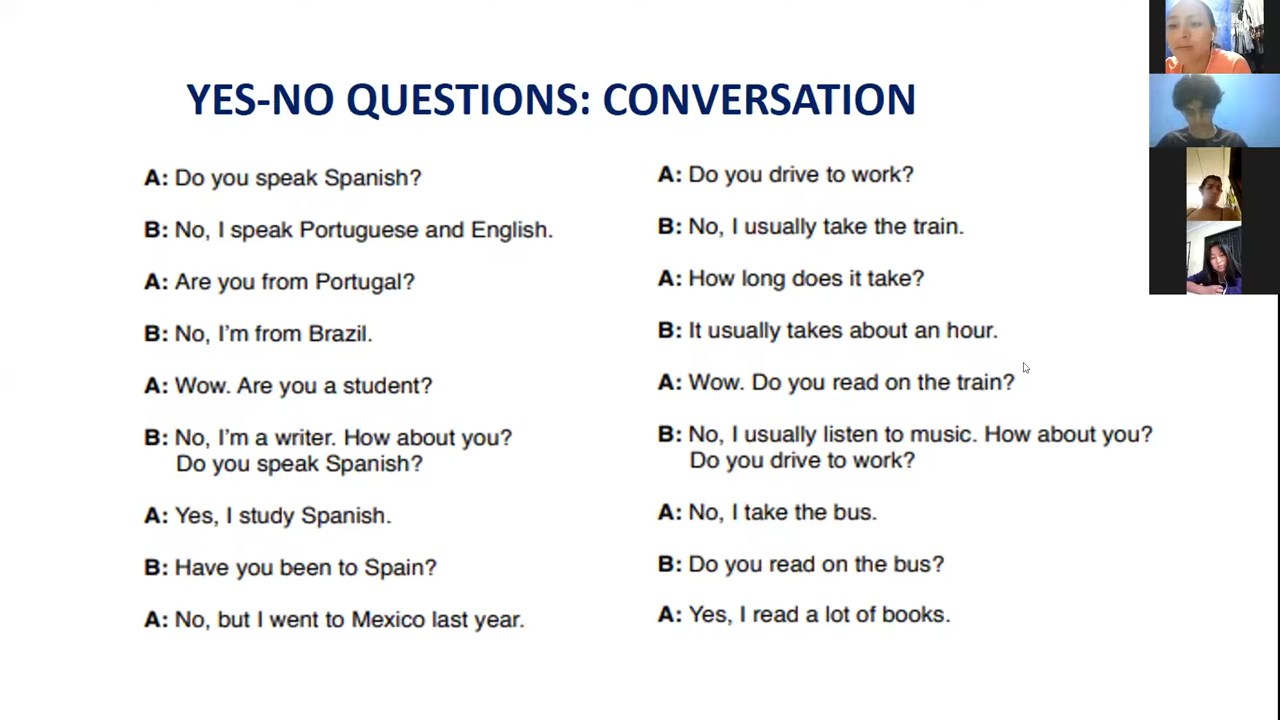 YES-NO QUESTIONS: CONVERSATION
A: Do you speak Spanish?
B: No, I speak Portuguese and English.
A: Are you from Portugal?
B: No, I'm from Brazil.
A: Wow. Are you a student?
B: No, I'm a writer. How about you?
Do you speak Spanish?
A: Yes, I study Spanish.
B: Have you been to Spain?
A: No, but I went to Mexico last year.
A: Do you drive to work?
B: No, I usually take the train.
A: How long does it take?
B: It usually takes about an hour.
A: Wow. Do you read on the train?
B: No, I usually listen to music. How about you?
Do you drive to work?
A: No, I take the bus.
B: Do you read on the bus?
A: Yes, I read a lot of books.